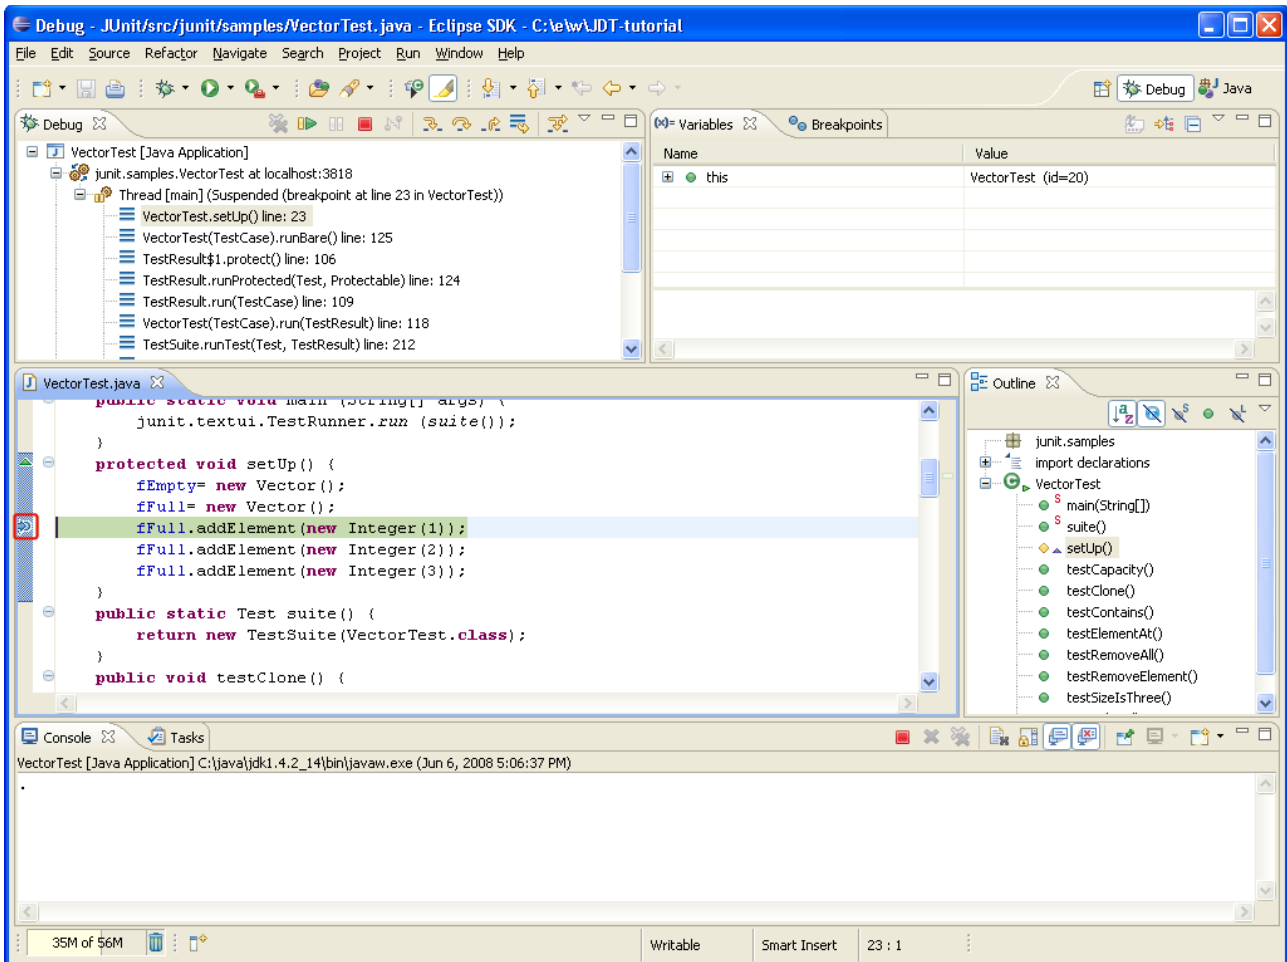 Debug - JUnit/src/junit/samples/VectorTest.java - Eclipse SDK - C:\e\w\JDT-tutorial
File Edit Source Refactor Navigate Search Project Run Window Help
Debug Java
Debug
VectorTest [Java Application]
junit.samples.VectorTest at localhost:3818
Thread [main] (Suspended (breakpoint at line 23 in VectorTest))
VectorTest.setUp() line: 23
VectorTest(TestCase).runBare() line: 125
TestResult$1.protect() line: 106
TestResult.runProtected(Test, Protectable) line: 124
TestResult.run(TestCase) line: 109
VectorTest(TestCase).run(TestResult) line: 118
TestSuite.runTest(Test, TestResult) line: 212
(x)= Variables Breakpoints
Name Value
this VectorTest (id=20)
VectorTest.java
public static void main (String[] args) {
junit.textui.TestRunner.run (suite());
}
protected void setUp() {
fEmpty= new Vector();
fFull= new Vector();
fFull.addElement(new Integer(1));
fFull.addElement(new Integer(2));
fFull.addElement(new Integer(3));
}
public static Test suite() {
return new TestSuite(VectorTest.class);
}
public void testClone() {
Outline
junit.samples
import declarations
VectorTest
main(String[])
suite()
setUp()
testCapacity()
testClone()
testContains()
testElementAt()
testRemoveAll()
testRemoveElement()
testSizeIsThree()
Console Tasks
VectorTest [Java Application] C:\java\jdk1.4.2_14\bin\javaw.exe (Jun 6, 2008 5:06:37 PM)
.
35M of 56M Writable Smart Insert 23 : 1